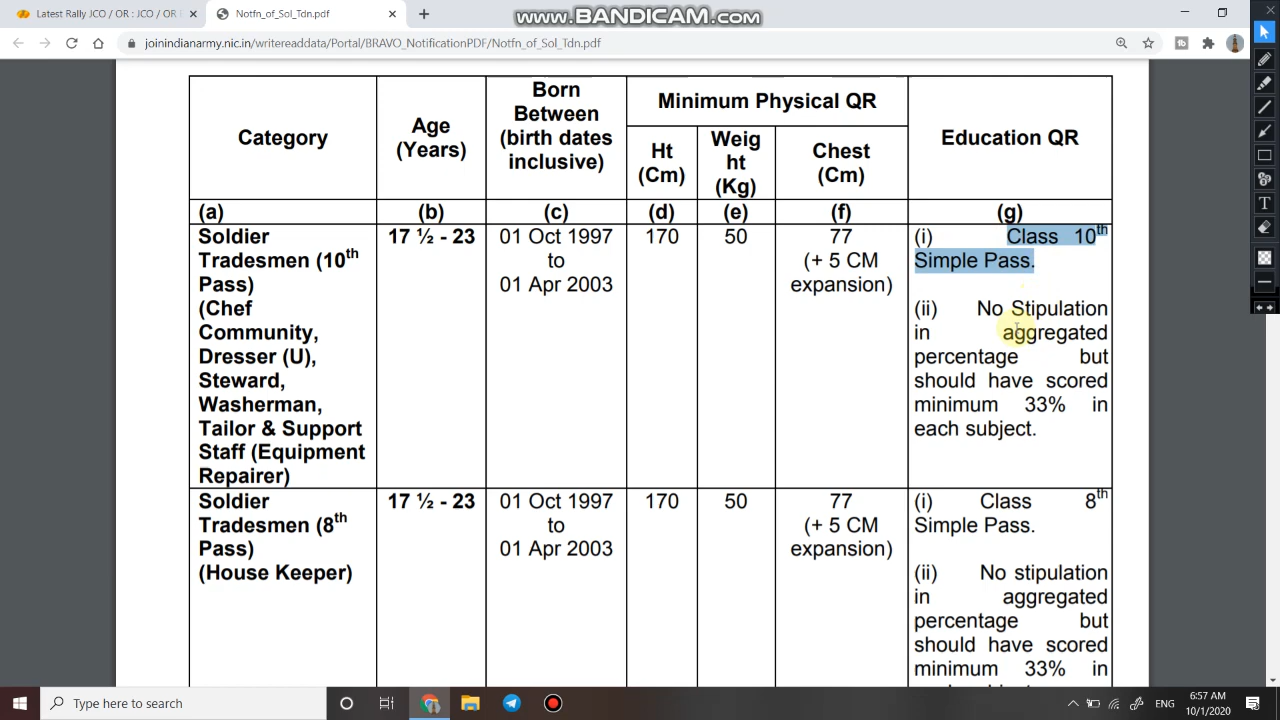 Latest Rally JCO / OR : JCO / OR
Notfn_of_Sol_Tdn.pdf
www.BANDICAM.com
joinindianarmy.nic.in/writereaddata/Portal/BRAVO_NotificationPDF/Notfn_of_Sol_Tdn.pdf
Category
Age
(Years)
Born
Between
(birth dates
inclusive)
Minimum Physical QR
Ht
(Cm)
Weig
ht
(Kg)
Chest
(Cm)
Education QR
(a)
(b)
(c)
(d)
(e)
(f)
(g)
Soldier
Tradesmen (10th
Pass)
(Chef
Community,
Dresser (U),
Steward,
Washerman,
Tailor & Support
Staff (Equipment
Repairer)
17 ½ - 23
01 Oct 1997
to
01 Apr 2003
170
50
77
(+ 5 CM
expansion)
(i) Class 10th
Simple Pass.
(ii) No Stipulation
in aggregated
percentage but
should have scored
minimum 33% in
each subject.
Soldier
Tradesmen (8th
Pass)
(House Keeper)
17 ½ - 23
01 Oct 1997
to
01 Apr 2003
170
50
77
(+ 5 CM
expansion)
(i) Class 8th
Simple Pass.
(ii) No stipulation
in aggregated
percentage but
should have scored
minimum 33% in
Type here to search
ENG
6:57 AM
10/1/2020